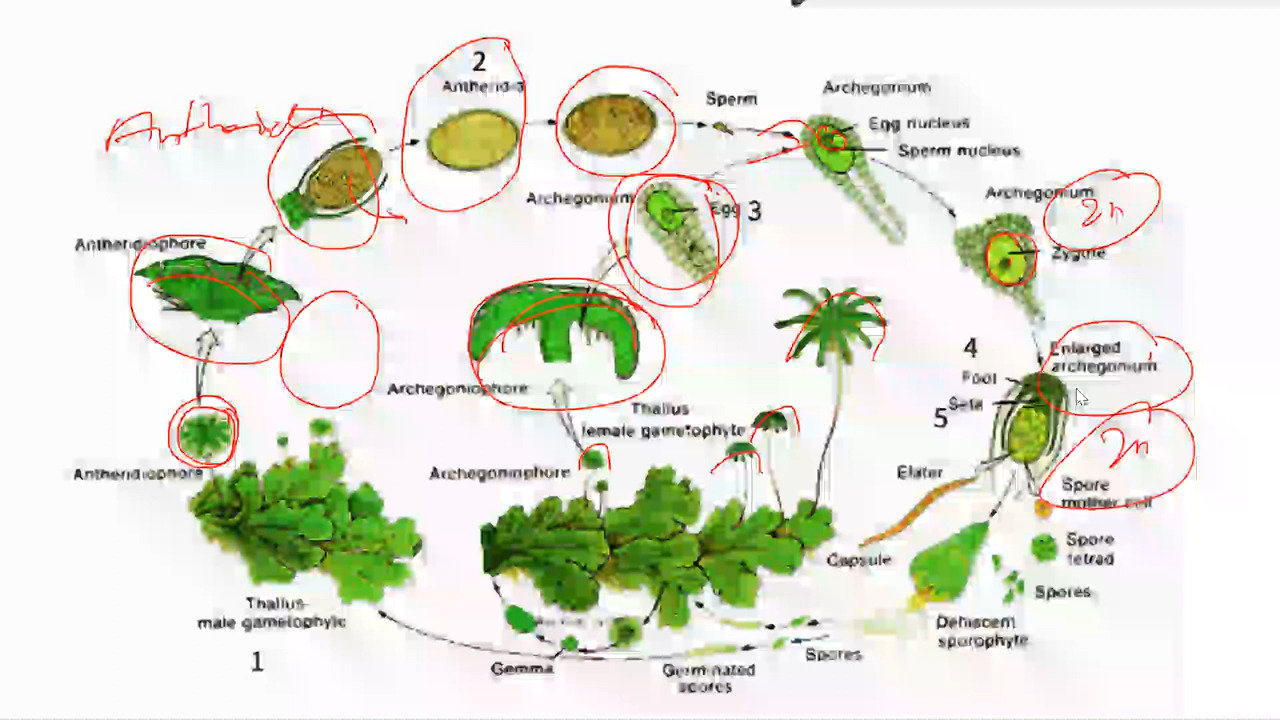 2
Antheridia
Sperm
Archegonium
Egg nucleus
Sperm nucleus
Archegonium
Egg 3
Archegonium
2n
Zygote
Antheridiophore
4
Enlarged
archegonium
Foot
Seta
5
2n
Archegoniophore
Thallus
female gametophyte
Antheridiophore
Archegoniophore
Elater
Spore
mother cell
Capsule
Spore
tetrad
Spores
Thallus-
male gametophyte
Dehiscent
sporophyte
1
Gemma
Germinated
spores
Spores